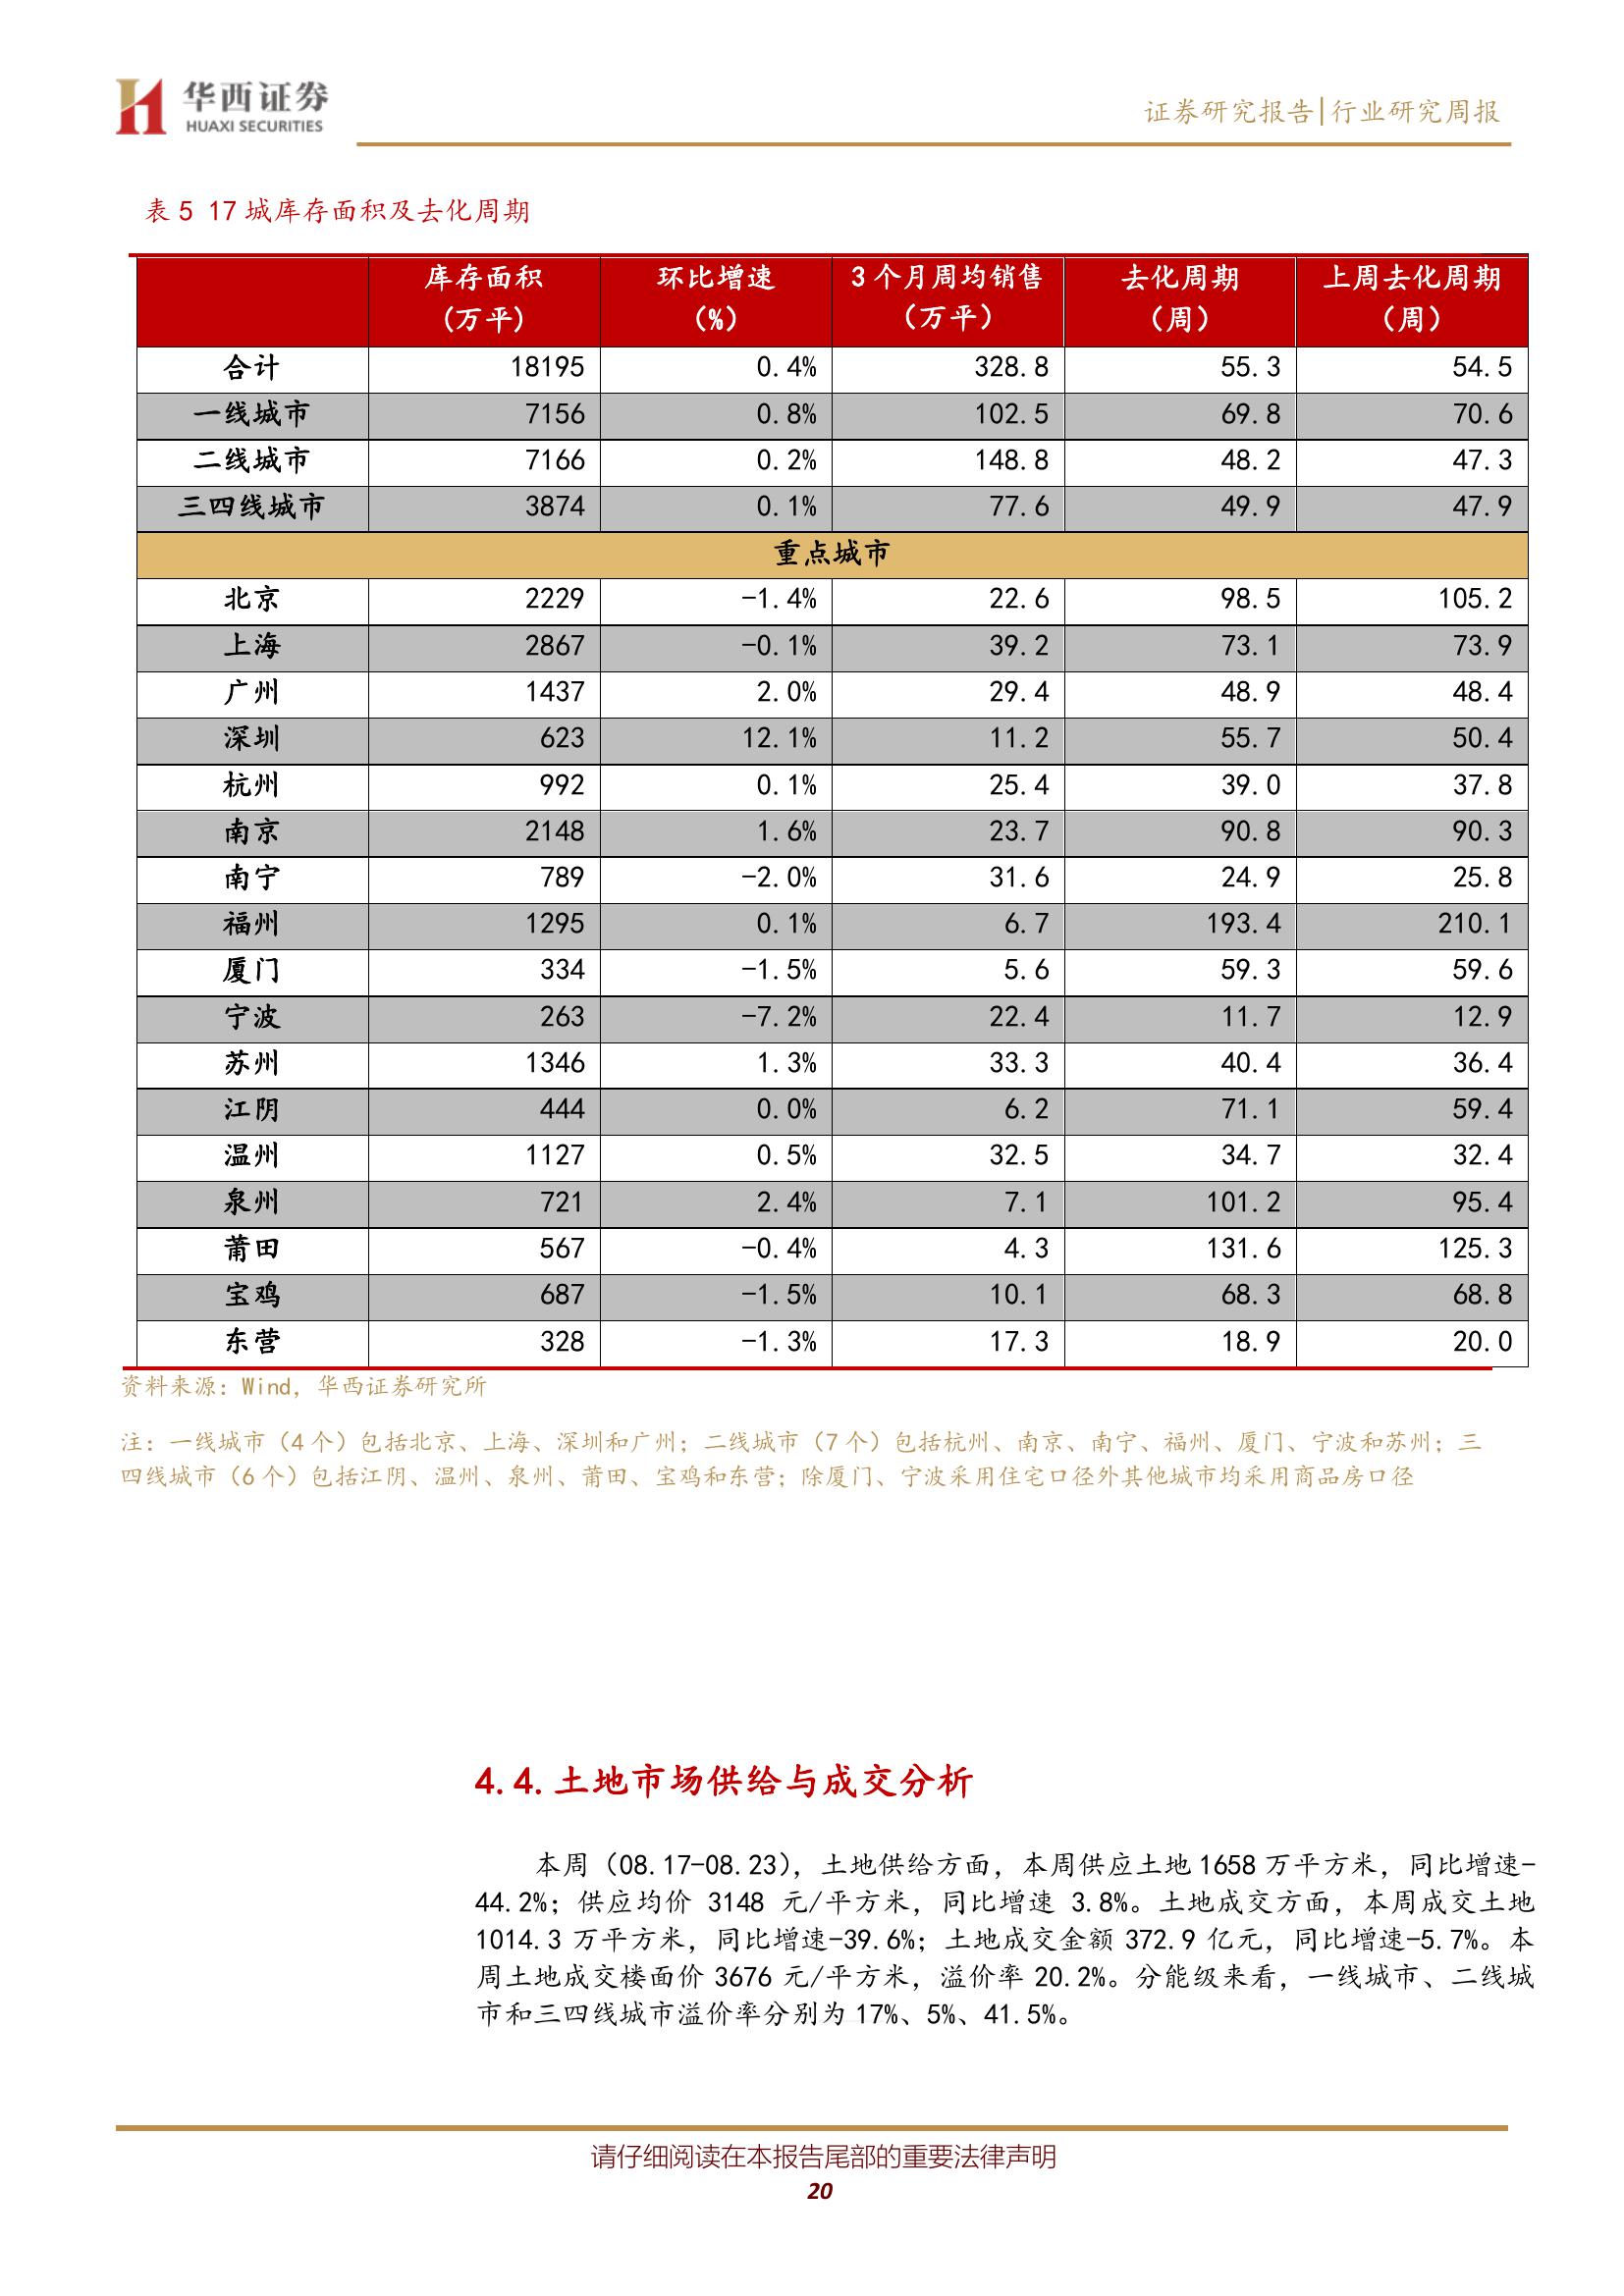 华西证券
HUAXI SECURITIES
证券研究报告|行业研究周报
表 5 17 城库存面积及去化周期
库存面积（万平） 环比增速（%） 3 个月周均销售（万平） 去化周期（周） 上周去化周期（周）
合计 18195 0.4% 328.8 55.3 54.5
一线城市 7156 0.8% 102.5 69.8 70.6
二线城市 7166 0.2% 148.8 48.2 47.3
三四线城市 3874 0.1% 77.6 49.9 47.9
重点城市
北京 2229 -1.4% 22.6 98.5 105.2
上海 2867 -0.1% 39.2 73.1 73.9
广州 1437 2.0% 29.4 48.9 48.4
深圳 623 12.1% 11.2 55.7 50.4
杭州 992 0.1% 25.4 39.0 37.8
南京 2148 1.6% 23.7 90.8 90.3
南宁 789 -2.0% 31.6 24.9 25.8
福州 1295 0.1% 6.7 193.4 210.1
厦门 334 -1.5% 5.6 59.3 59.6
宁波 263 -7.2% 22.4 11.7 12.9
苏州 1346 1.3% 33.3 40.4 36.4
江阴 444 0.0% 6.2 71.1 59.4
温州 1127 0.5% 32.5 34.7 32.4
泉州 721 2.4% 7.1 101.2 95.4
莆田 567 -0.4% 4.3 131.6 125.3
宝鸡 687 -1.5% 10.1 68.3 68.8
东营 328 -1.3% 17.3 18.9 20.0
资料来源：Wind，华西证券研究所
注：一线城市（4 个）包括北京、上海、深圳和广州；二线城市（7 个）包括杭州、南京、南宁、福州、厦门、宁波和苏州；三
四线城市（6 个）包括江阴、温州、泉州、莆田、宝鸡和东营；除厦门、宁波采用住宅口径外其他城市均采用商品房口径
4.4.土地市场供给与成交分析
本周（08.17-08.23），土地供给方面，本周供应土地 1658 万平方米，同比增速-
44.2%；供应均价 3148 元/平方米，同比增速 3.8%。土地成交方面，本周成交土地
1014.3 万平方米，同比增速-39.6%；土地成交金额 372.9 亿元，同比增速-5.7%。本
周土地成交楼面价 3676 元/平方米，溢价率 20.2%。分能级来看，一线城市、二线城
市和三四线城市溢价率分别为 17%、5%、41.5%。
请仔细阅读在本报告尾部的重要法律声明
20